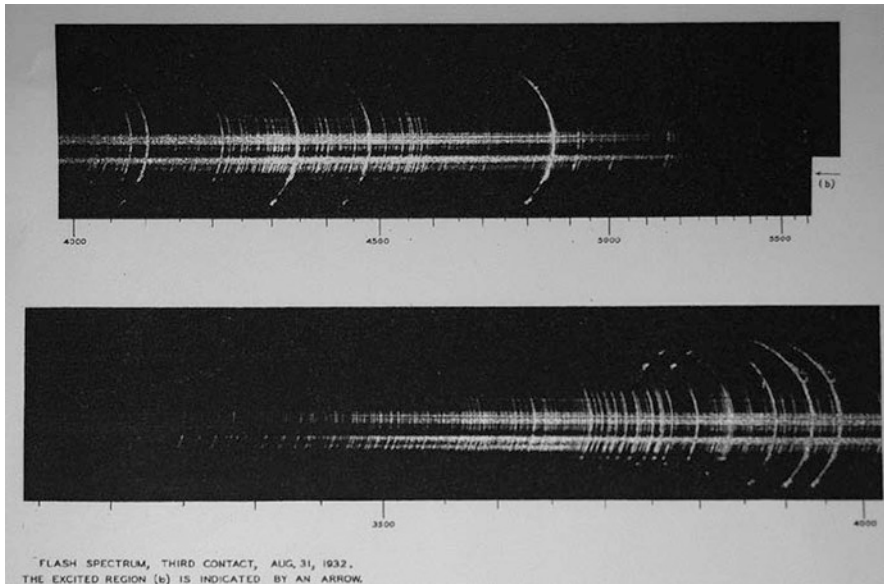 (b)
4000 4500 5000 5500
3500 4000
FLASH SPECTRUM, THIRD CONTACT, AUG. 31, 1932.
THE EXCITED REGION (b) IS INDICATED BY AN ARROW.